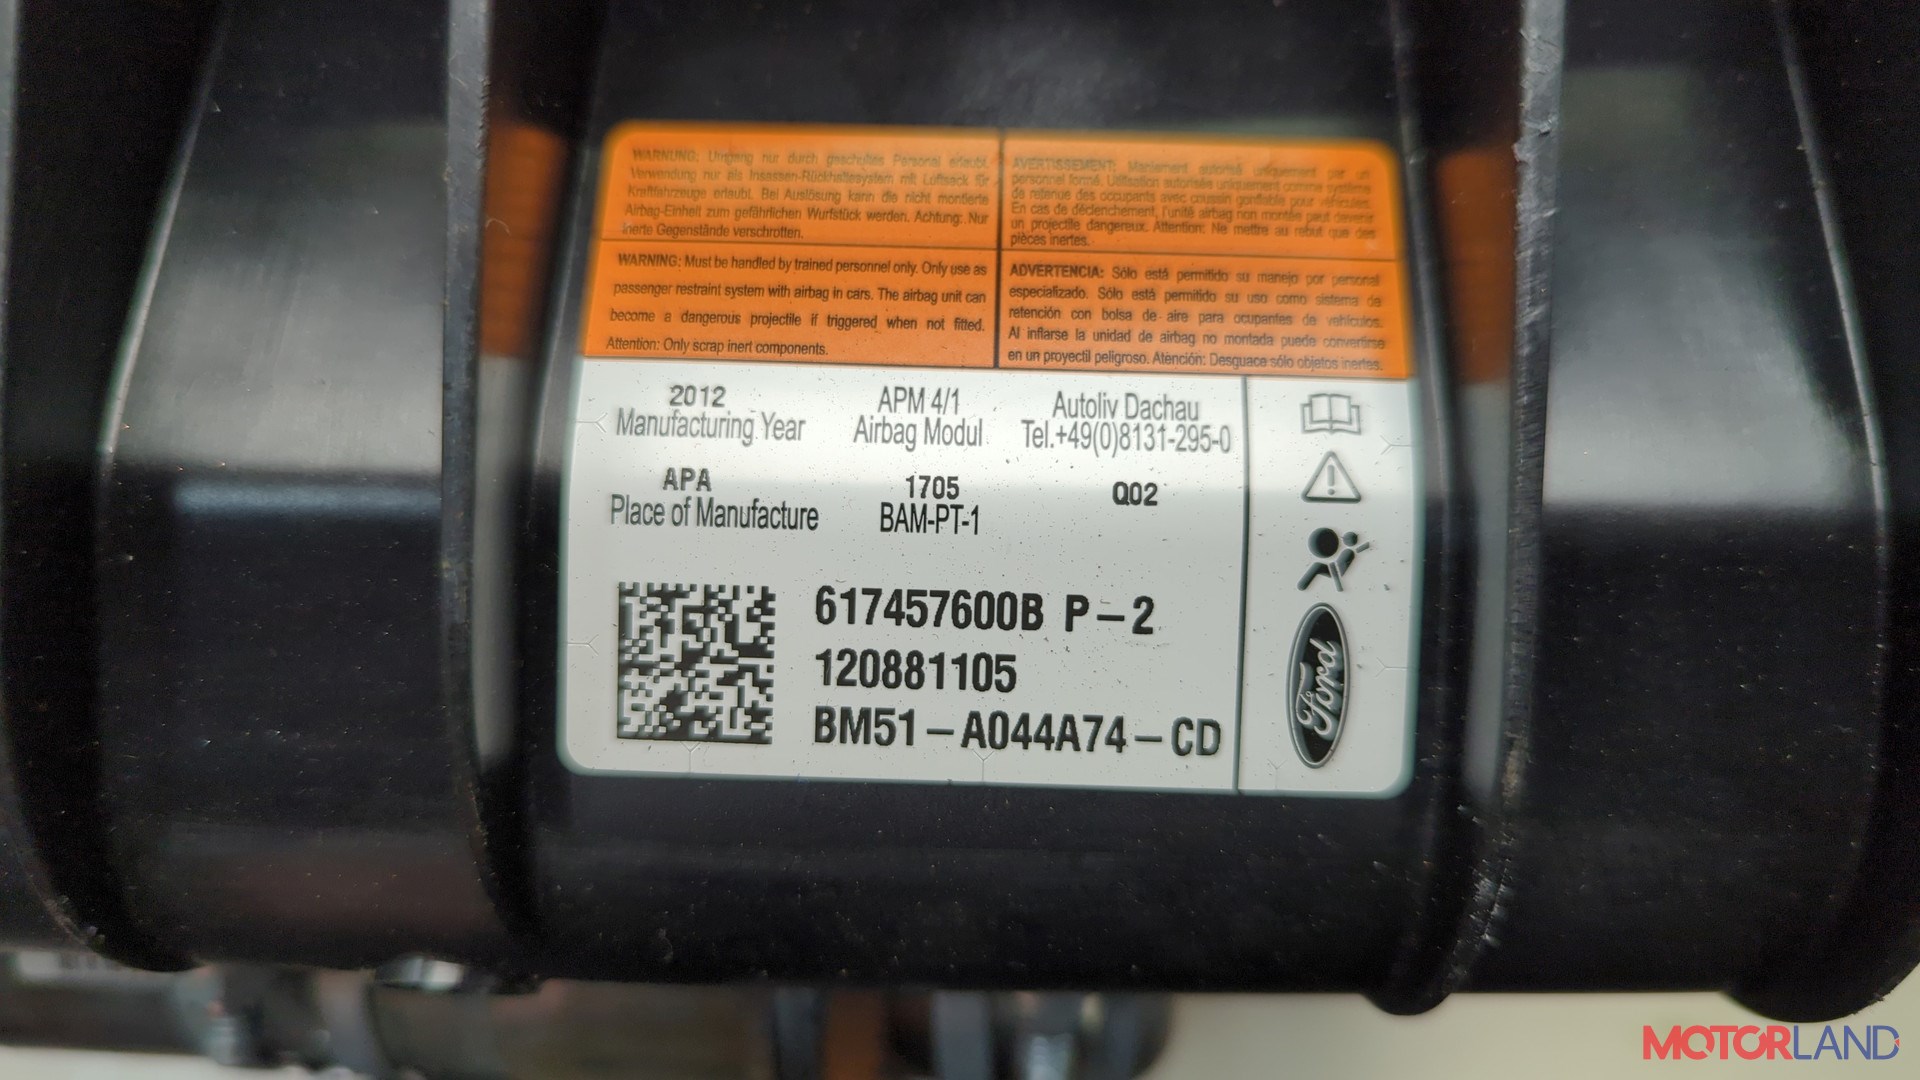 WARNUNG: Umgang nur durch geschultes Personal erlaubt.
Verwendung nur als Insassen-Rückhaltesystem mit Luftsack für
Kraftfahrzeuge erlaubt. Bei Auslösung kann die nicht montierte
Airbag-Einheit zum gefährlichen Wurfstück werden. Achtung: Nur
inerte Gegenstände verschrotten.
AVERTISSEMENT: Maniement autorisé uniquement par un
personnel formé. Utilisation autorisée uniquement comme système
de retenue des occupants avec coussin gonflable pour véhicules.
En cas de déclenchement, l'unité airbag non montée peut devenir
un projectile dangereux. Attention: Ne mettre au rebut que des
pièces inertes.
WARNING: Must be handled by trained personnel only. Only use as
passenger restraint system with airbag in cars. The airbag unit can
become a dangerous projectile if triggered when not fitted.
Attention: Only scrap inert components.
ADVERTENCIA: Sólo está permitido su manejo por personal
especializado. Sólo está permitido su uso como sistema de
retención con bolsa de aire para ocupantes de vehículos.
Al inflarse la unidad de airbag no montada puede convertirse
en un proyectil peligroso. Atención: Desguace sólo objetos inertes.
2012 APM 4/1 Autoliv Dachau
Manufacturing Year Airbag Modul Tel.+49(0)8131-295-0
APA 1705 Q02
Place of Manufacture BAM-PT-1
617457600B P-2
120881105
BM51-A044A74-CD
Ford
MOTORLAND